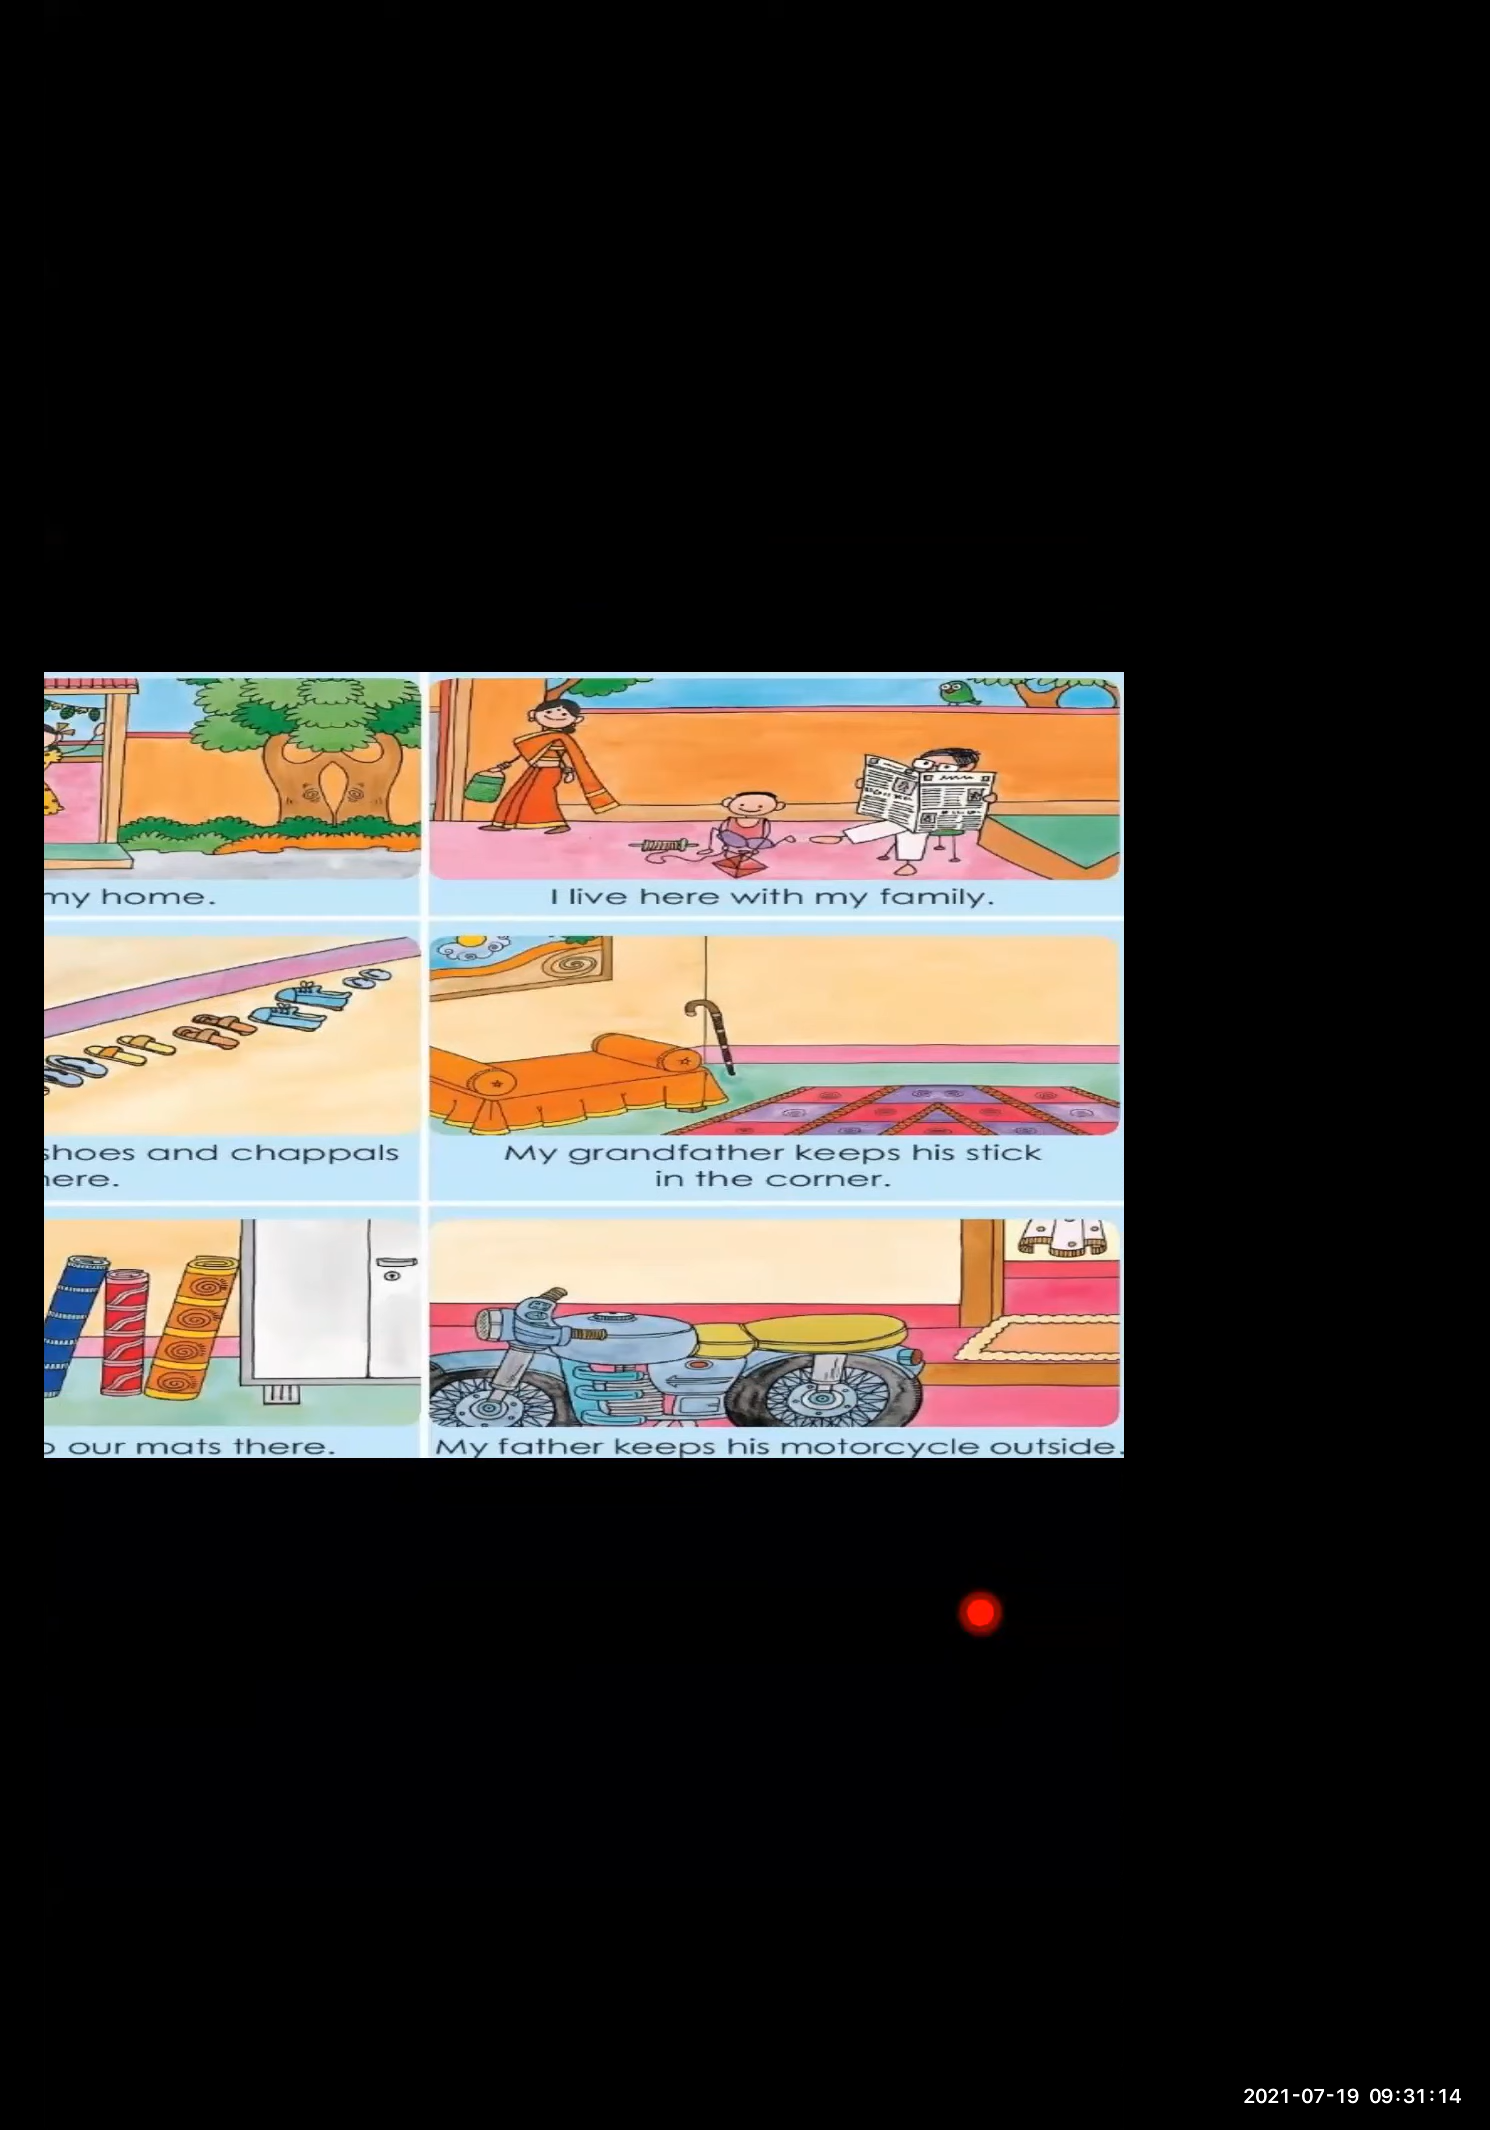 my home.
I live here with my family.
shoes and chappals
My grandfather keeps his stick
in the corner.
our mats there.
My father keeps his motorcycle outside.
2021-07-19 09:31:14